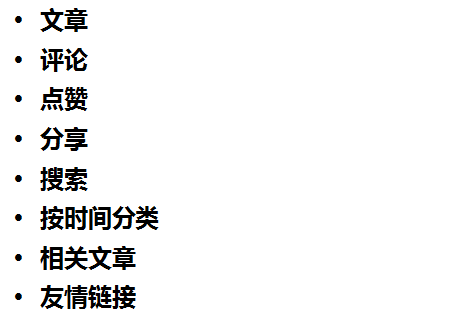 • 文章
• 评论
• 点赞
• 分享
• 搜索
• 按时间分类
• 相关文章
• 友情链接